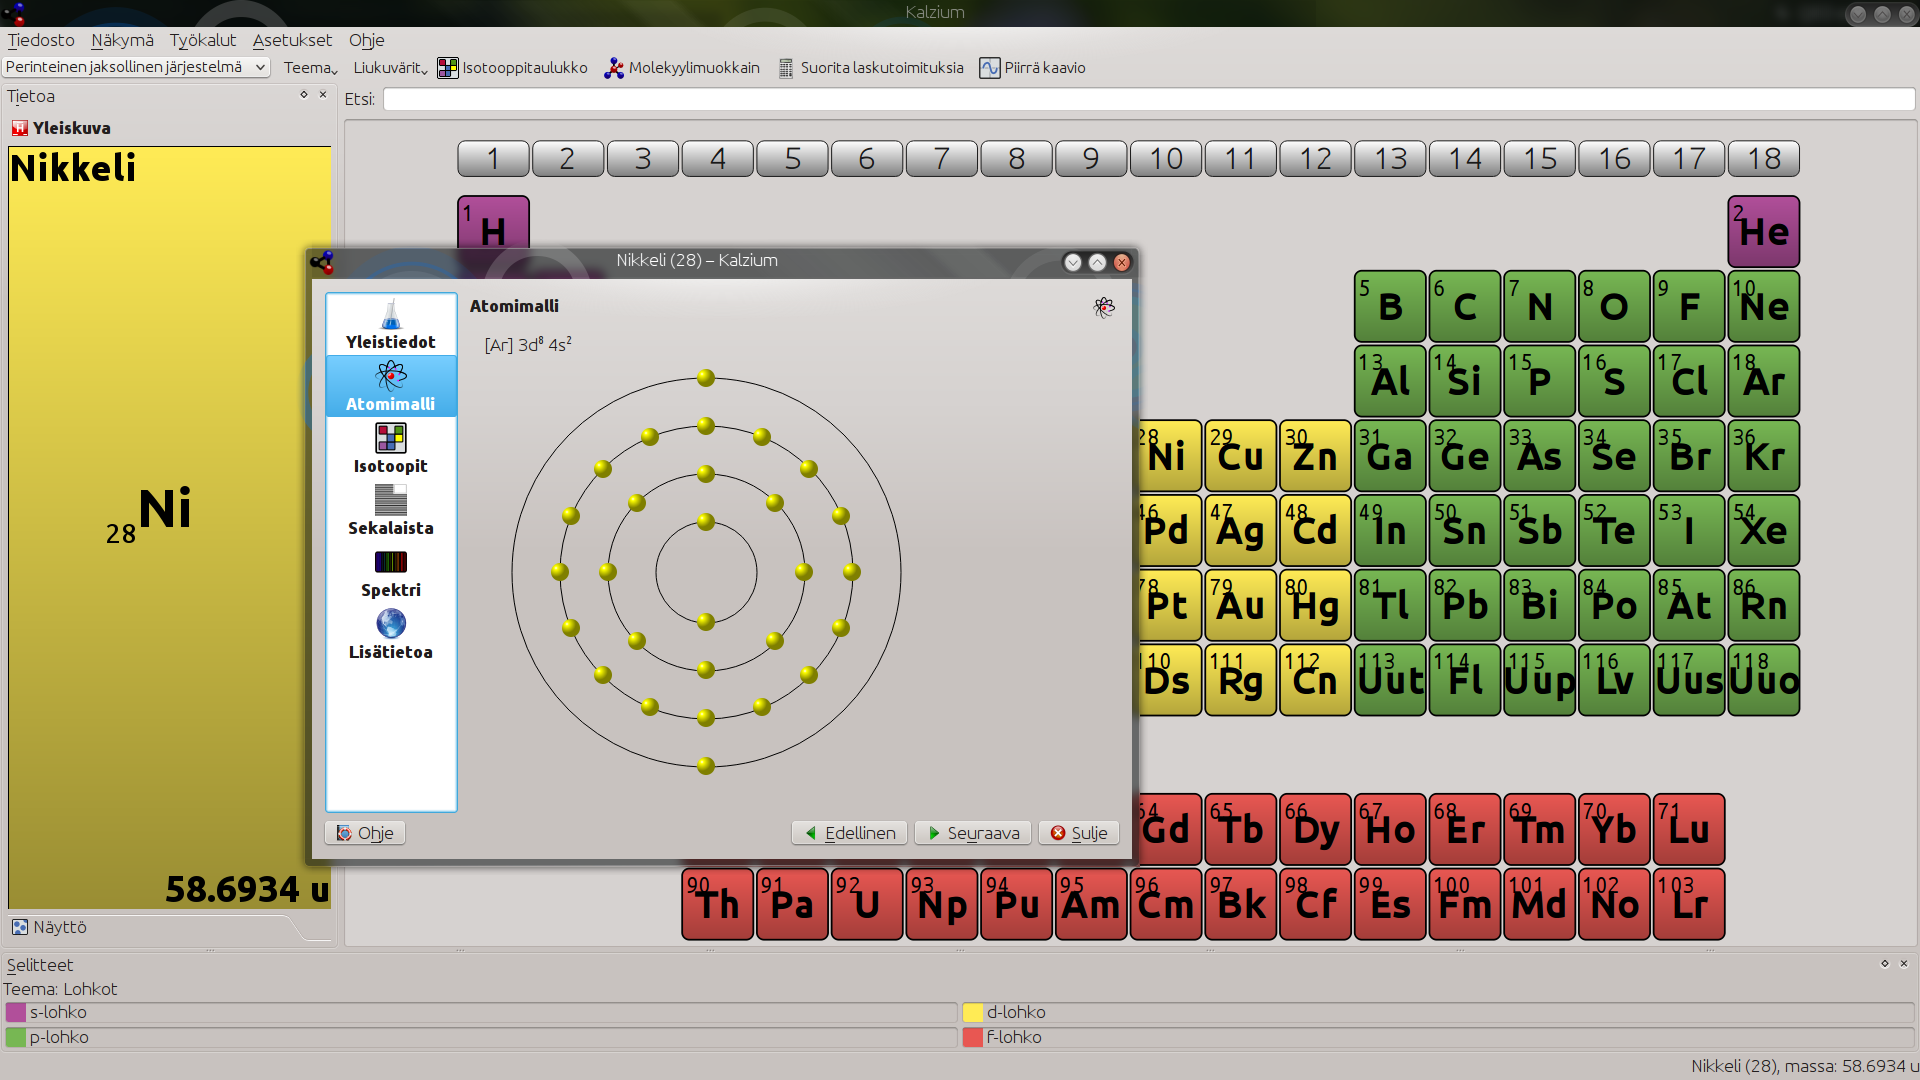 Kalzium
Tiedosto Näkymä Työkalut Asetukset Ohje
Perinteinen jaksollinen järjestelmä Teema Liukuvärit Isotooppitaulukko Molekyylimuokkain Suorita laskutoimituksia Piirrä kaavio
Tietoa
Etsi:
Yleiskuva
Nikkeli
28Ni
58.6934 u
Näyttö
1 2 3 4 5 6 7 8 9 10 11 12 13 14 15 16 17 18
1 H 2 He
5 B 6 C 7 N 8 O 9 F 10 Ne
13 Al 14 Si 15 P 16 S 17 Cl 18 Ar
28 Ni 29 Cu 30 Zn 31 Ga 32 Ge 33 As 34 Se 35 Br 36 Kr
46 Pd 47 Ag 48 Cd 49 In 50 Sn 51 Sb 52 Te 53 I 54 Xe
78 Pt 79 Au 80 Hg 81 Tl 82 Pb 83 Bi 84 Po 85 At 86 Rn
110 Ds 111 Rg 112 Cn 113 Uut 114 Fl 115 Uup 116 Lv 117 Uus 118 Uuo
64 Gd 65 Tb 66 Dy 67 Ho 68 Er 69 Tm 70 Yb 71 Lu
90 Th 91 Pa 92 U 93 Np 94 Pu 95 Am 96 Cm 97 Bk 98 Cf 99 Es 100 Fm 101 Md 102 No 103 Lr
Nikkeli (28) – Kalzium
Yleistiedot
Atomimalli
Isotoopit
Sekalaista
Spektri
Lisätietoa
Atomimalli
[Ar] 3d⁸ 4s²
Ohje Edellinen Seuraava Sulje
Selitteet
Teema: Lohkot
s-lohko d-lohko
p-lohko f-lohko
Nikkeli (28), massa: 58.6934 u